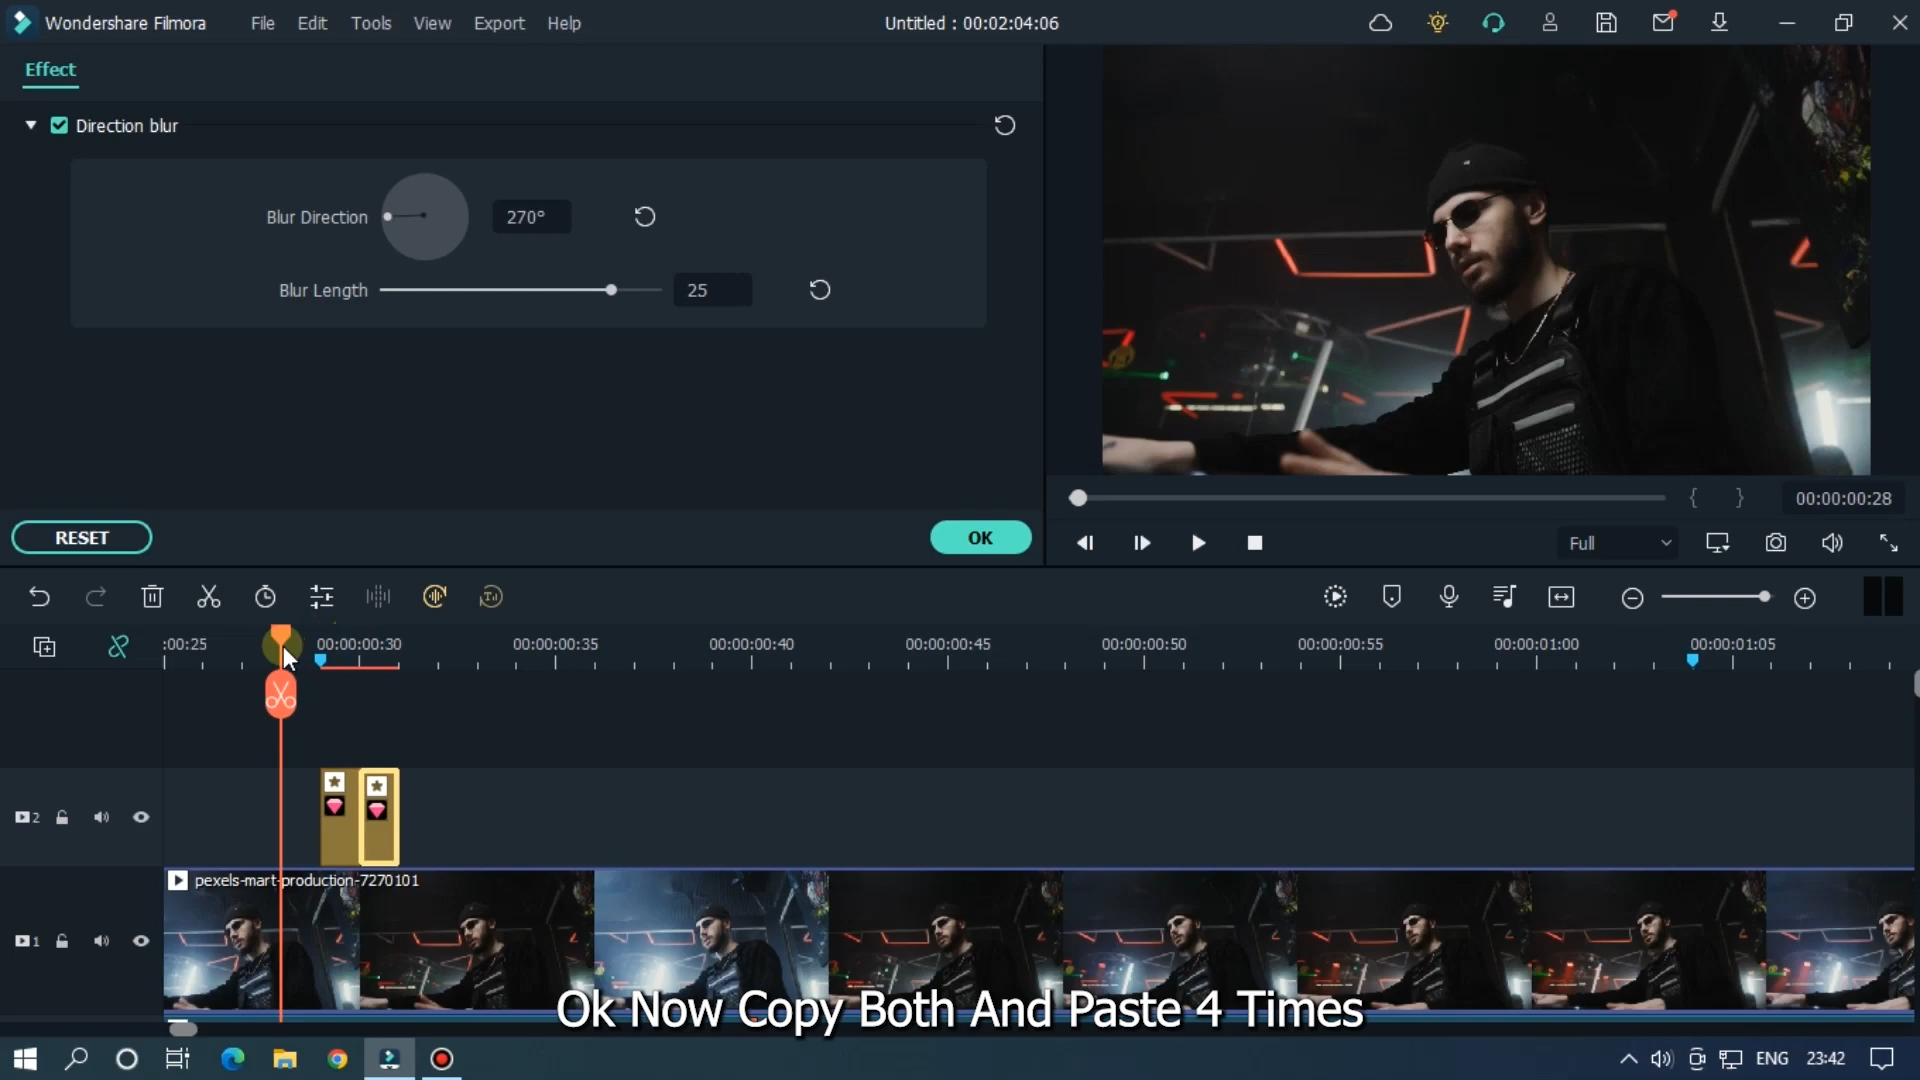 Wondershare Filmora
File
Edit
Tools
View
Export
Help
Untitled : 00:02:04:06
Effect
Direction blur
Blur Direction
270°
Blur Length
25
RESET
OK
00:00:00:28
Full
:00:25
00:00:00:30
00:00:00:35
00:00:00:40
00:00:00:45
00:00:00:50
00:00:00:55
00:00:01:00
00:00:01:05
2
pexels-mart-production-7270101
1
Ok Now Copy Both And Paste 4 Times
ENG
23:42